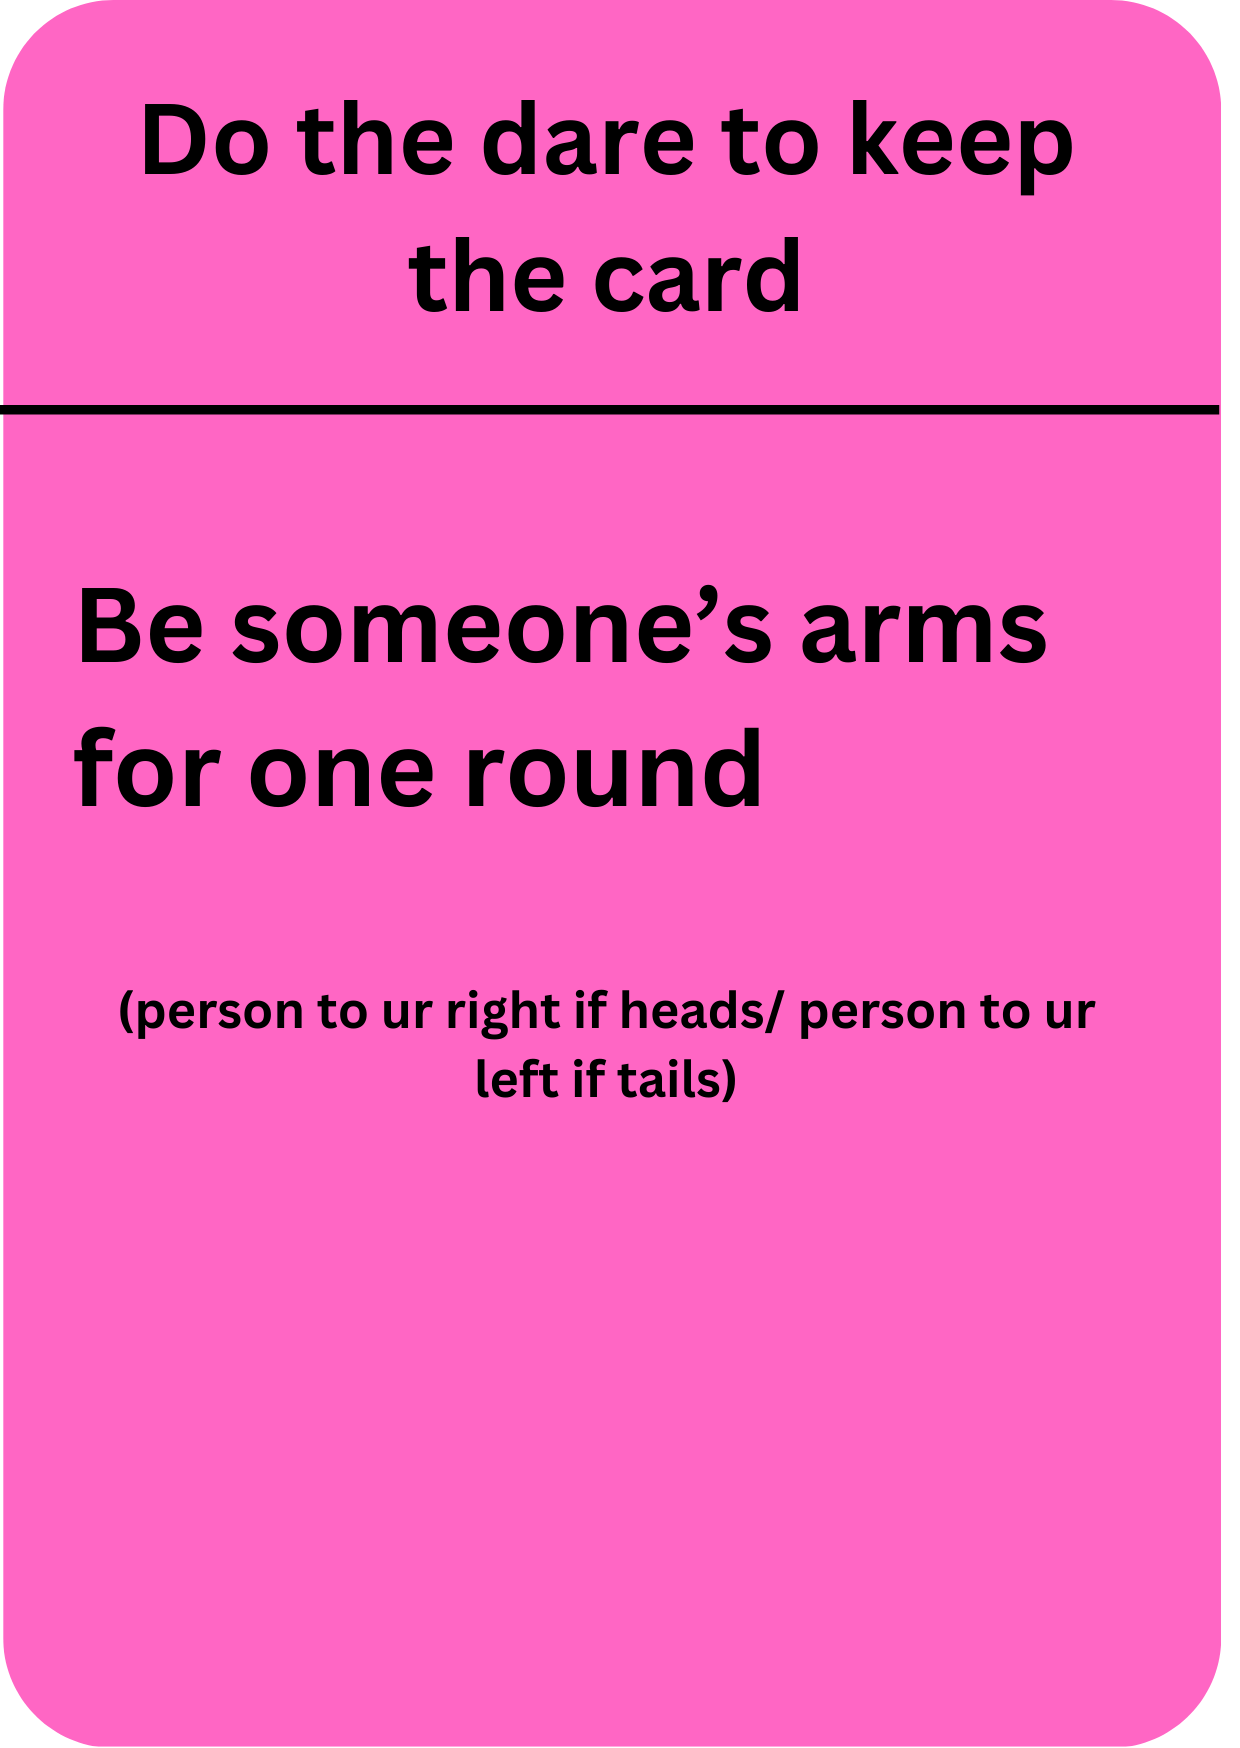 Do the dare to keep
the card
Be someone’s arms
for one round
(person to ur right if heads/ person to ur
left if tails)